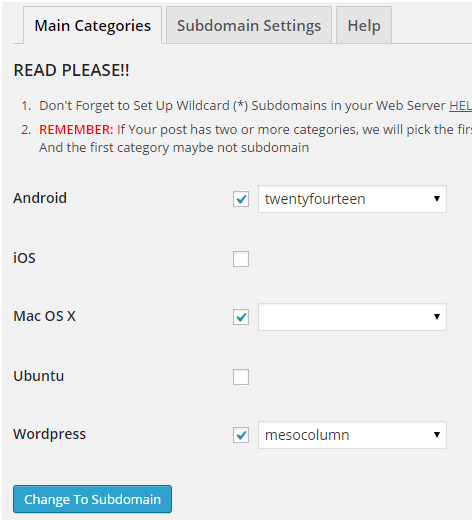 Main Categories Subdomain Settings Help
READ PLEASE!!
1. Don't Forget to Set Up Wildcard (*) Subdomains in your Web Server HEL
2. REMEMBER: If Your post has two or more categories, we will pick the firs
And the first category maybe not subdomain
Android twentyfourteen
iOS
Mac OS X
Ubuntu
Wordpress mesocolumn
Change To Subdomain